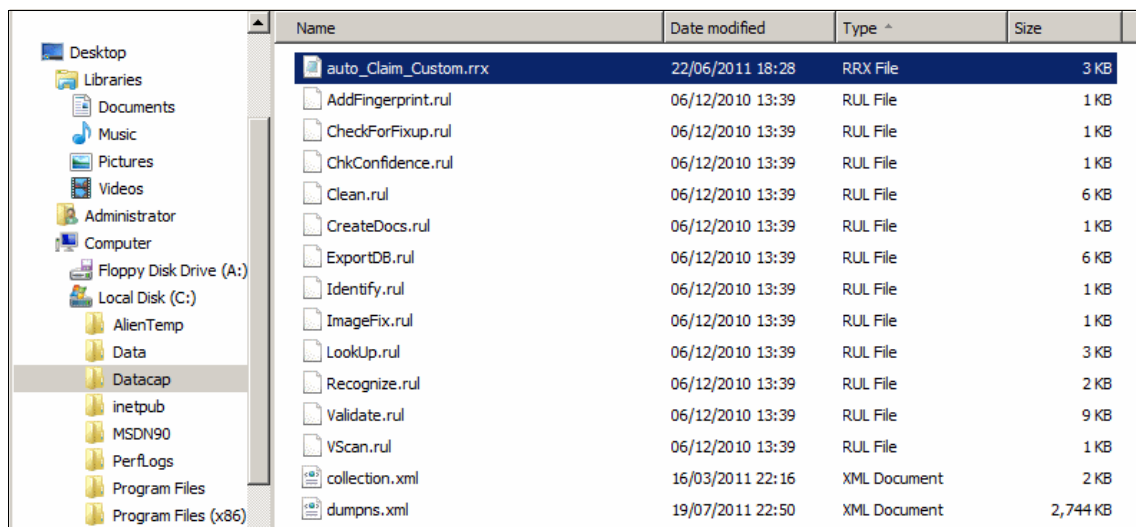 Desktop
Libraries
Documents
Music
Pictures
Videos
Administrator
Computer
Floppy Disk Drive (A:)
Local Disk (C:)
AlienTemp
Data
Datacap
inetpub
MSDN90
PerfLogs
Program Files
Program Files (x86)
Name Date modified Type Size
auto_Claim_Custom.rrx 22/06/2011 18:28 RRX File 3 KB
AddFingerprint.rul 06/12/2010 13:39 RUL File 1 KB
CheckForFixup.rul 06/12/2010 13:39 RUL File 1 KB
ChkConfidence.rul 06/12/2010 13:39 RUL File 1 KB
Clean.rul 06/12/2010 13:39 RUL File 6 KB
CreateDocs.rul 06/12/2010 13:39 RUL File 1 KB
ExportDB.rul 06/12/2010 13:39 RUL File 6 KB
Identify.rul 06/12/2010 13:39 RUL File 1 KB
ImageFix.rul 06/12/2010 13:39 RUL File 1 KB
LookUp.rul 06/12/2010 13:39 RUL File 3 KB
Recognize.rul 06/12/2010 13:39 RUL File 2 KB
Validate.rul 06/12/2010 13:39 RUL File 9 KB
VScan.rul 06/12/2010 13:39 RUL File 1 KB
collection.xml 16/03/2011 22:16 XML Document 2 KB
dumpns.xml 19/07/2011 22:50 XML Document 2,744 KB